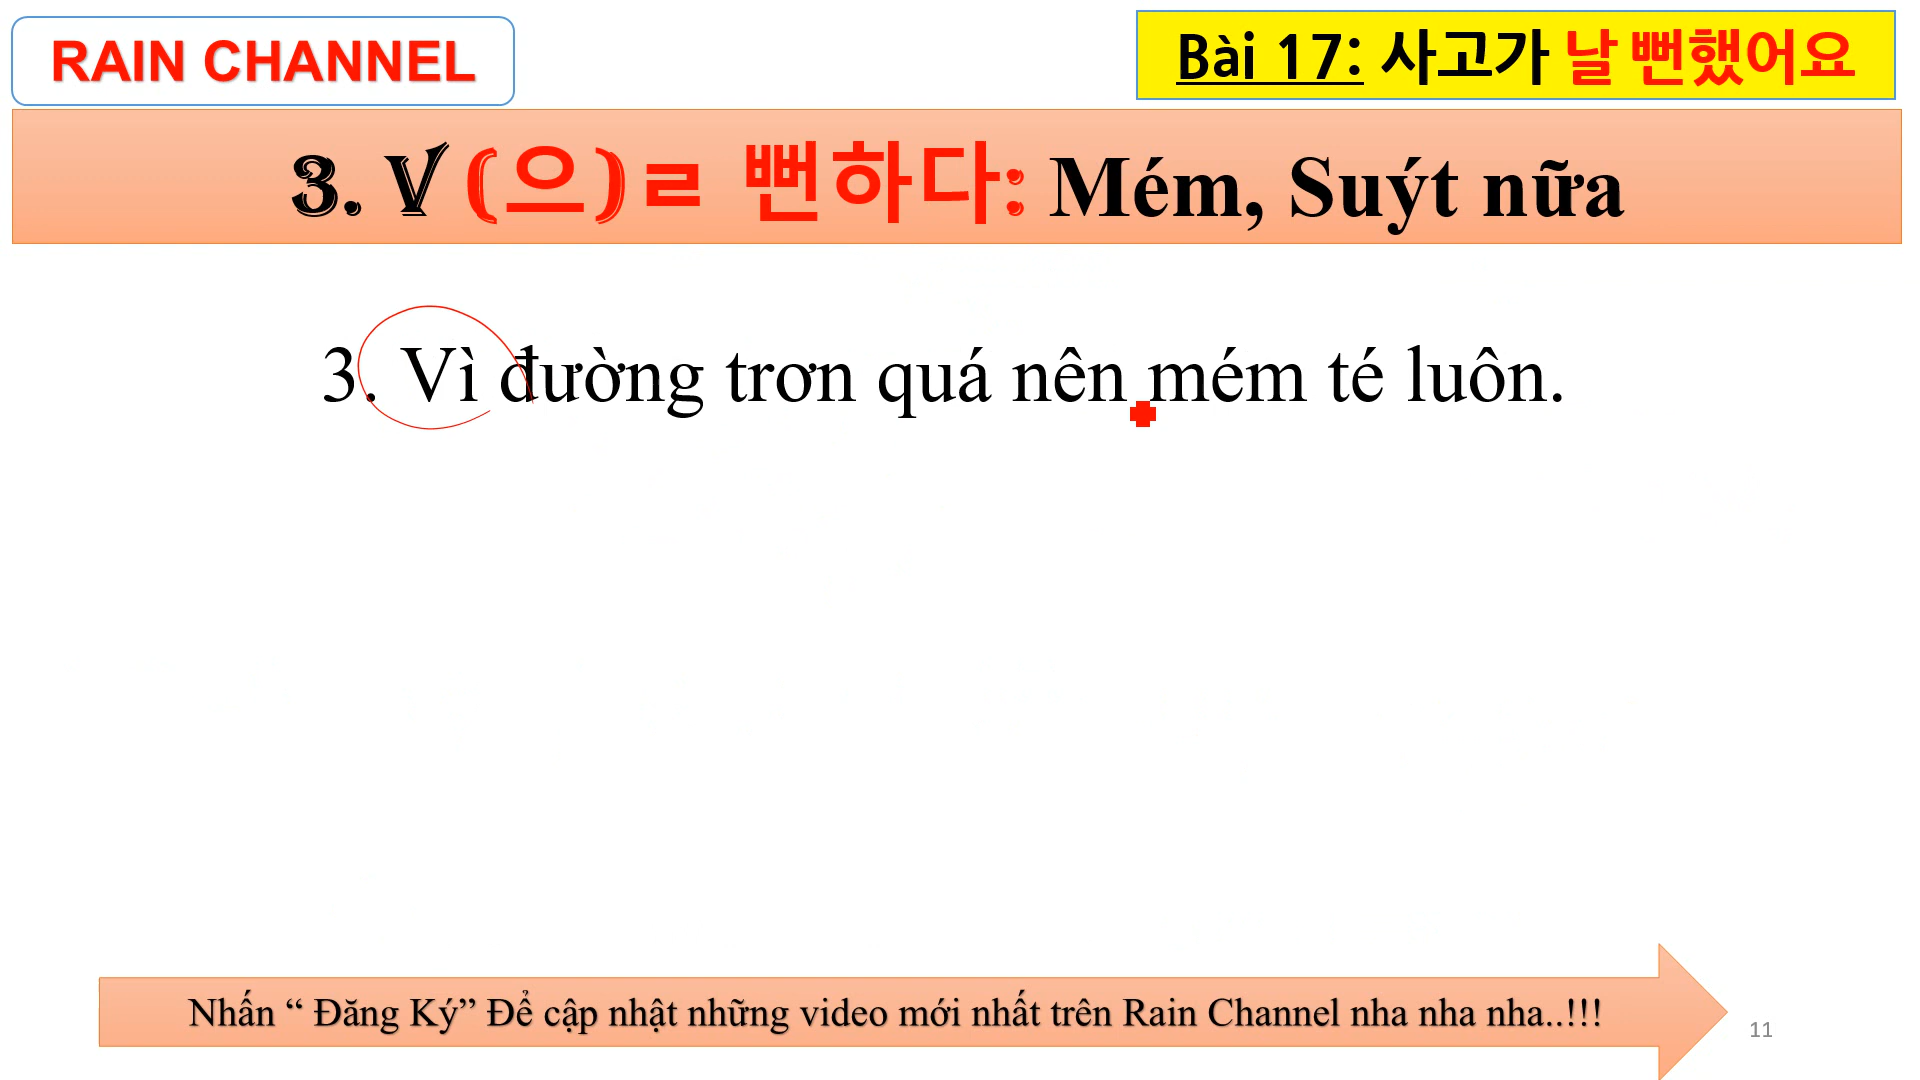 RAIN CHANNEL
Bài 17: 사고가 날 뻔했어요
3. V (으)ㄹ 뻔하다: Mém, Suýt nữa
3. Vì đường trơn quá nên mém té luôn.
Nhấn “ Đăng Ký” Để cập nhật những video mới nhất trên Rain Channel nha nha nha..!!!
11